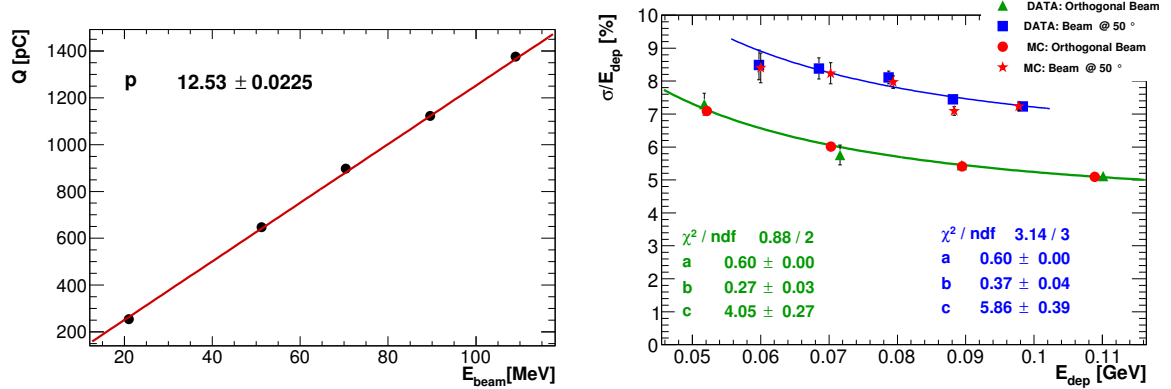 Q [pC]
1400
1200
1000
800
600
400
200
p 12.53 ± 0.0225
20 40 60 80 100
E_beam[MeV]
σ/E_dep [%]
10
9
8
7
6
5
4
3
2
1
0
DATA: Orthogonal Beam
DATA: Beam @ 50 °
MC: Orthogonal Beam
MC: Beam @ 50 °
χ² / ndf 0.88 / 2
a 0.60 ± 0.00
b 0.27 ± 0.03
c 4.05 ± 0.27
χ² / ndf 3.14 / 3
a 0.60 ± 0.00
b 0.37 ± 0.04
c 5.86 ± 0.39
0.05 0.06 0.07 0.08 0.09 0.1 0.11
E_dep [GeV]